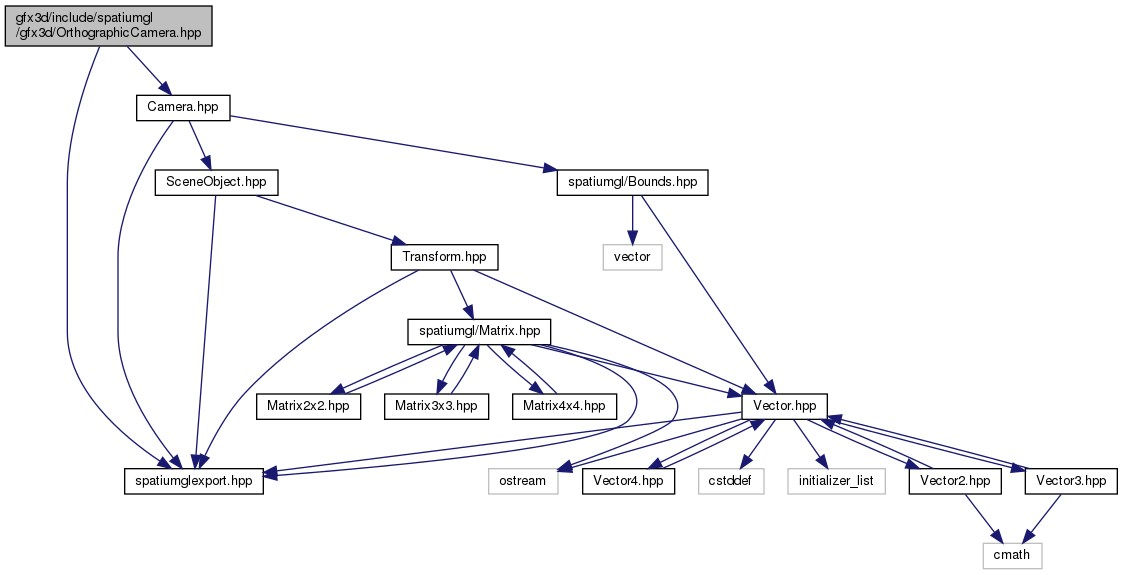 gfx3d/include/spatiumgl
/gfx3d/OrthographicCamera.hpp
Camera.hpp
SceneObject.hpp
spatiumgl/Bounds.hpp
Transform.hpp
vector
spatiumgl/Matrix.hpp
Matrix2x2.hpp
Matrix3x3.hpp
Matrix4x4.hpp
Vector.hpp
spatiumglexport.hpp
ostream
Vector4.hpp
cstddef
initializer_list
Vector2.hpp
Vector3.hpp
cmath